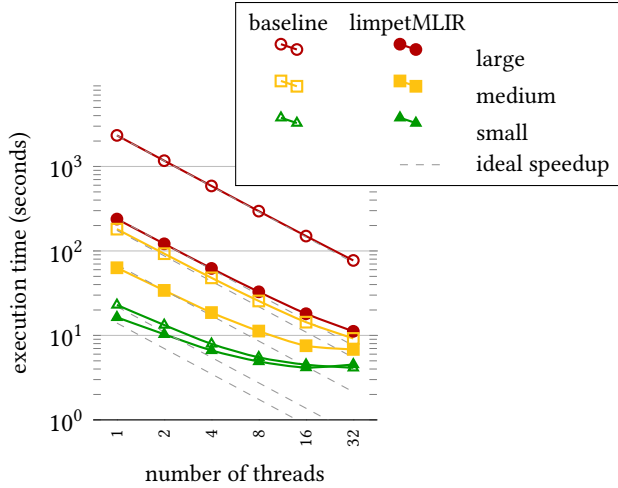 baseline limpetMLIR
large
medium
small
ideal speedup
execution time (seconds)
10³
10²
10¹
10⁰
1 2 4 8 16 32
number of threads